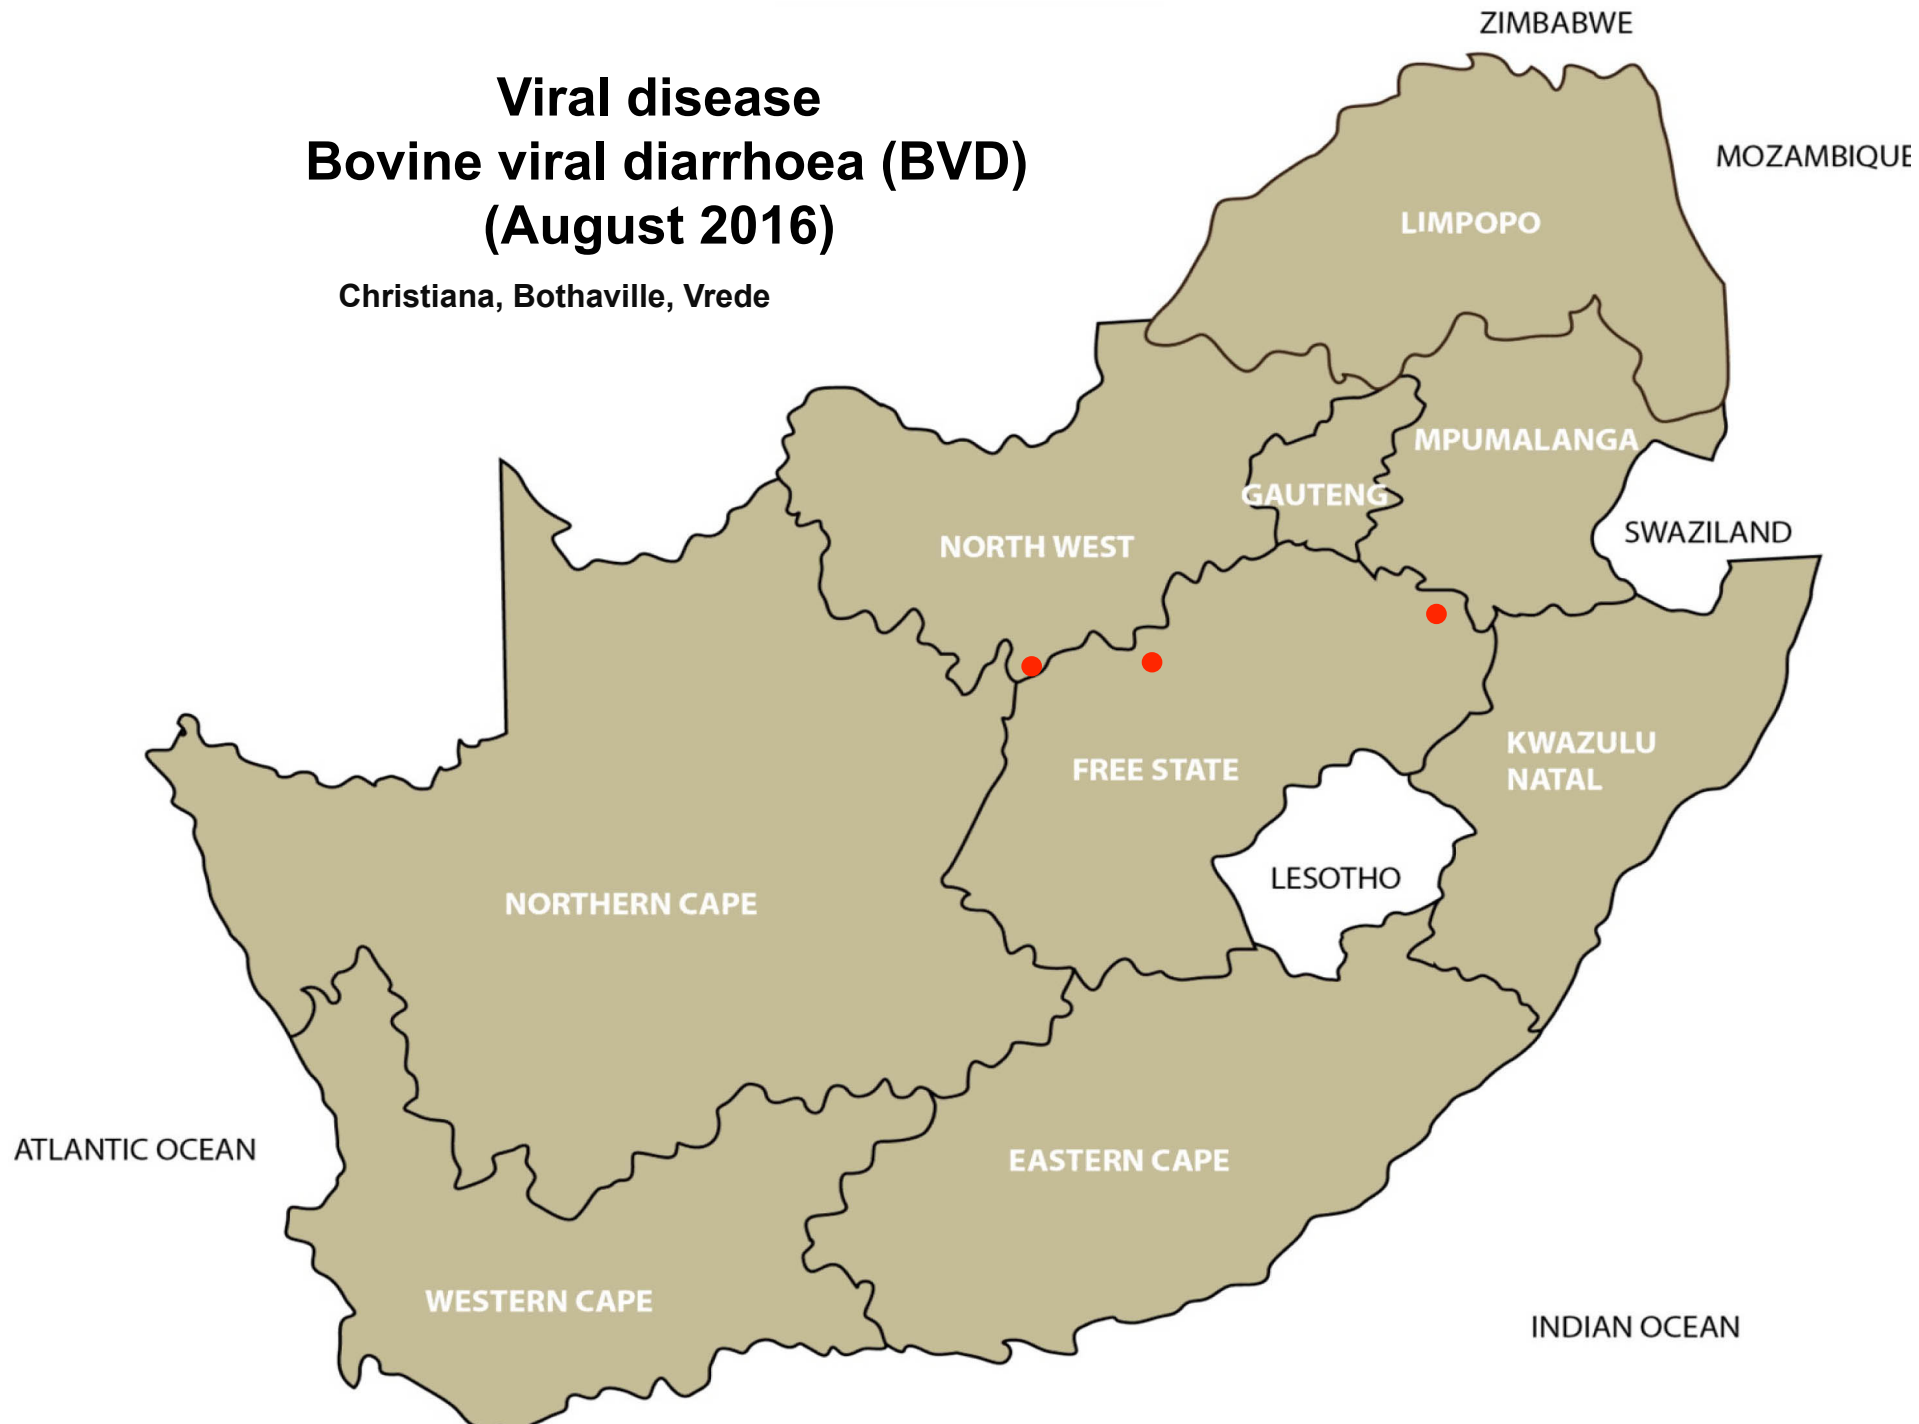 ZIMBABWE
Viral disease
Bovine viral diarrhoea (BVD)
(August 2016)
Christiana, Bothaville, Vrede
MOZAMBIQUE
LIMPOPO
MPUMALANGA
GAUTENG
SWAZILAND
NORTH WEST
KWAZULU
NATAL
FREE STATE
LESOTHO
NORTHERN CAPE
ATLANTIC OCEAN
EASTERN CAPE
WESTERN CAPE
INDIAN OCEAN